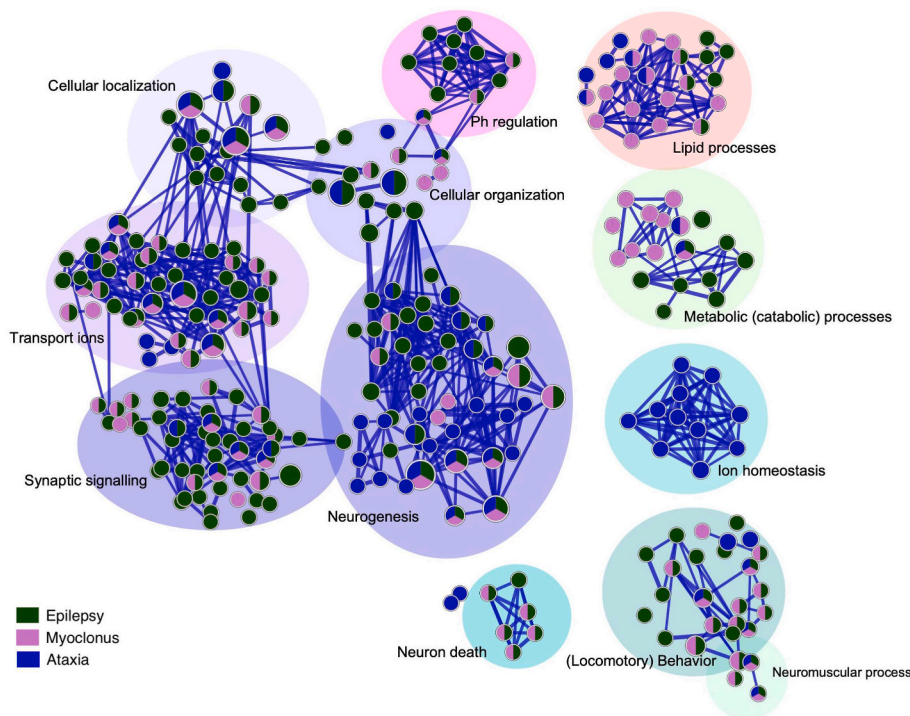 Cellular localization
Ph regulation
Lipid processes
Cellular organization
Transport ions
Metabolic (catabolic) processes
Synaptic signalling
Neurogenesis
Ion homeostasis
Epilepsy
Myoclonus
Ataxia
Neuron death
(Locomotory) Behavior
Neuromuscular process